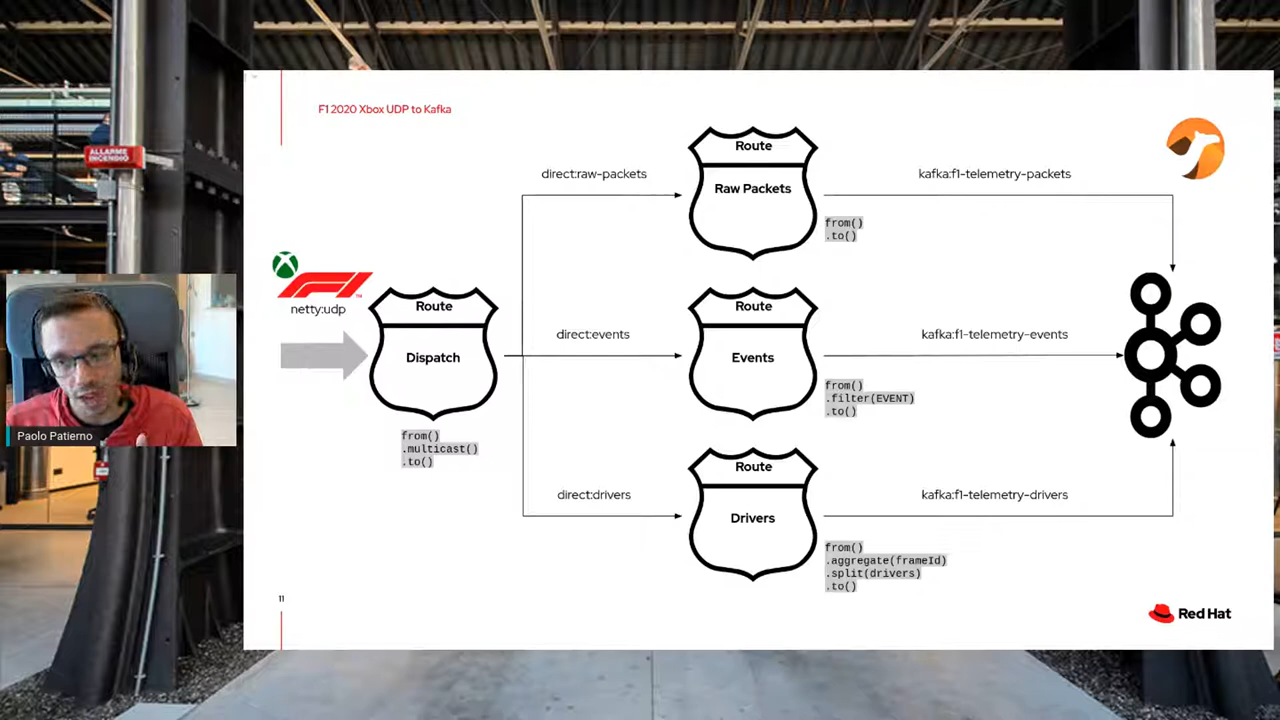 F1 2020 Xbox UDP to Kafka
ALLARME
INCENDIO
Route
Raw Packets
direct:raw-packets
kafka:f1-telemetry-packets
from()
.to()
netty:udp
Route
Dispatch
from()
.multicast()
.to()
direct:events
Route
Events
kafka:f1-telemetry-events
from()
.filter(EVENT)
.to()
direct:drivers
Route
Drivers
kafka:f1-telemetry-drivers
from()
.aggregate(frameId)
.split(drivers)
.to()
Paolo Patierno
11
Red Hat